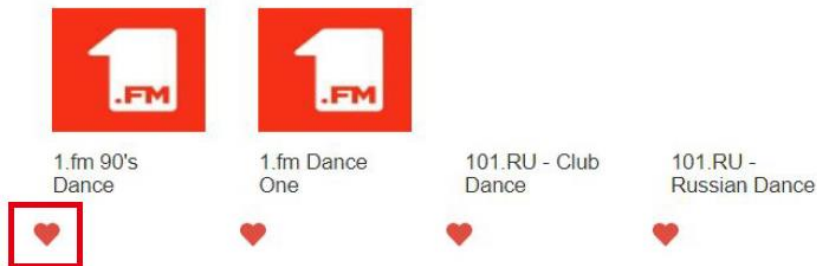 .FM
.FM
1.fm 90's
Dance
1.fm Dance
One
101.RU - Club
Dance
101.RU -
Russian Dance